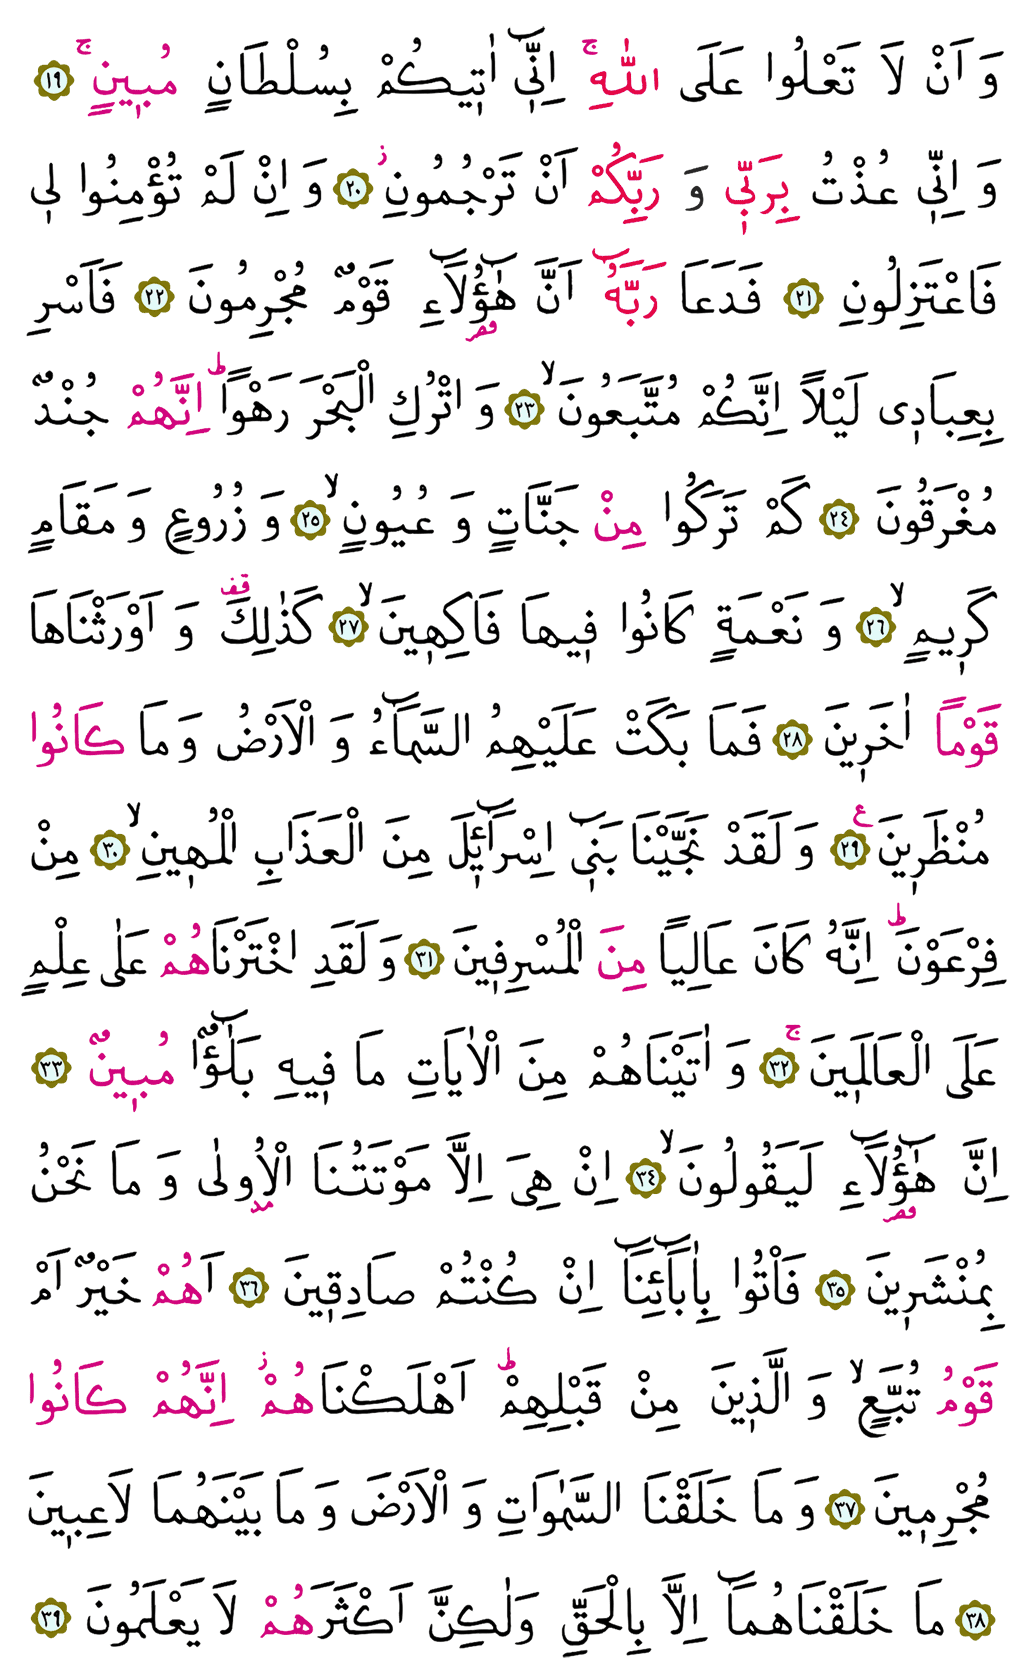 وَ اَنْ لَا تَعْلُوا عَلَى اللّٰهِۚ اِنّ۪ٓي اٰت۪يكُمْ بِسُلْطَانٍ مُب۪ينٍۚ ﴿١٩﴾
وَ اِنّ۪ي عُذْتُ بِرَبّ۪ي وَ رَبِّكُمْ اَنْ تَرْجُمُونِۘ ﴿٢٠﴾ وَ اِنْ لَمْ تُؤْمِنُوا ل۪ي
فَاعْتَزِلُونِ ﴿٢١﴾ فَدَعَا رَبَّهُٓ اَنَّ هٰٓؤُ۬لَٓاءِ قَوْمٌ مُجْرِمُونَ ﴿٢٢﴾ فَاَسْرِ
بِعِبَاد۪ي لَيْلًا اِنَّكُمْ مُتَّبَعُونَۙ ﴿٢٣﴾ وَ اتْرُكِ الْبَحْرَ رَهْوًاۜ اِنَّهُمْ جُنْدٌ
مُغْرَقُونَ ﴿٢٤﴾ كَمْ تَرَكُوا مِنْ جَنَّاتٍ وَ عُيُونٍۙ ﴿٢٥﴾ وَ زُرُوعٍ وَ مَقَامٍ
كَر۪يمٍۙ ﴿٢٦﴾ وَ نَعْمَةٍ كَانُوا ف۪يهَا فَاكِه۪ينَۙ ﴿٢٧﴾ كَذٰلِكَ۠ وَ اَوْرَثْنَاهَا
قَوْمًا اٰخَر۪ينَ ﴿٢٨﴾ فَمَا بَكَتْ عَلَيْهِمُ السَّمَٓاءُ وَ الْاَرْضُ وَ مَا كَانُوا
مُنْظَر۪ينَ۟ ﴿٢٩﴾ وَ لَقَدْ نَجَّيْنَا بَن۪ٓي اِسْرَٓائ۪لَ مِنَ الْعَذَابِ الْمُه۪ينِۙ ﴿٣٠﴾ مِنْ
فِرْعَوْنَۜ اِنَّهُ كَانَ عَالِيًا مِنَ الْمُسْرِف۪ينَ ﴿٣١﴾ وَ لَقَدِ اخْتَرْنَاهُمْ عَلٰى عِلْمٍ
عَلَى الْعَالَم۪ينَۚ ﴿٣٢﴾ وَ اٰتَيْنَاهُمْ مِنَ الْاٰيَاتِ مَا ف۪يهِ بَلٰٓؤٌا مُب۪ينٌ ﴿٣٣﴾
اِنَّ هٰٓؤُ۬لَٓاءِ لَيَقُولُونَۙ ﴿٣٤﴾ اِنْ هِيَ اِلَّا مَوْتَتُنَا الْاُو۫لٰى وَ مَا نَحْنُ
بِمُنْشَر۪ينَ ﴿٣٥﴾ فَأْتُوا بِاٰبَٓائِنَٓا اِنْ كُنْتُمْ صَادِق۪ينَ ﴿٣٦﴾ اَهُمْ خَيْرٌ اَمْ
قَوْمُ تُبَّعٍۙ وَ الَّذ۪ينَ مِنْ قَبْلِهِمْۜ اَهْلَكْنَاهُمْۘ اِنَّهُمْ كَانُوا
مُجْرِم۪ينَ ﴿٣٧﴾ وَ مَا خَلَقْنَا السَّمٰوَاتِ وَ الْاَرْضَ وَ مَا بَيْنَهُمَا لَاعِب۪ينَ
﴿٣٨﴾ مَا خَلَقْنَاهُمَٓا اِلَّا بِالْحَقِّ وَلٰكِنَّ اَكْثَرَهُمْ لَا يَعْلَمُونَ ﴿٣٩﴾